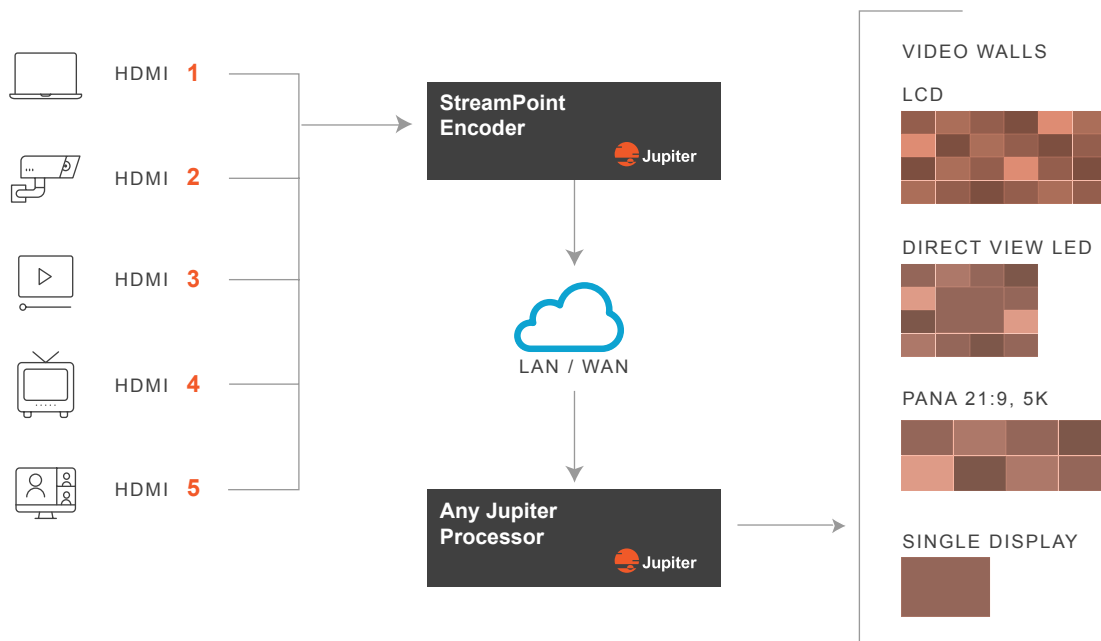 HDMI 1
HDMI 2
HDMI 3
HDMI 4
HDMI 5
StreamPoint
Encoder
Jupiter
LAN / WAN
Any Jupiter
Processor
Jupiter
VIDEO WALLS
LCD
DIRECT VIEW LED
PANA 21:9, 5K
SINGLE DISPLAY